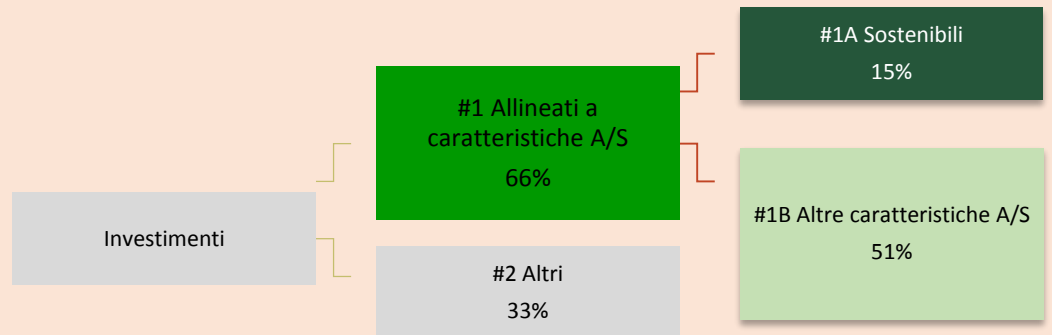 Investimenti
#1 Allineati a
caratteristiche A/S
66%
#2 Altri
33%
#1A Sostenibili
15%
#1B Altre caratteristiche A/S
51%